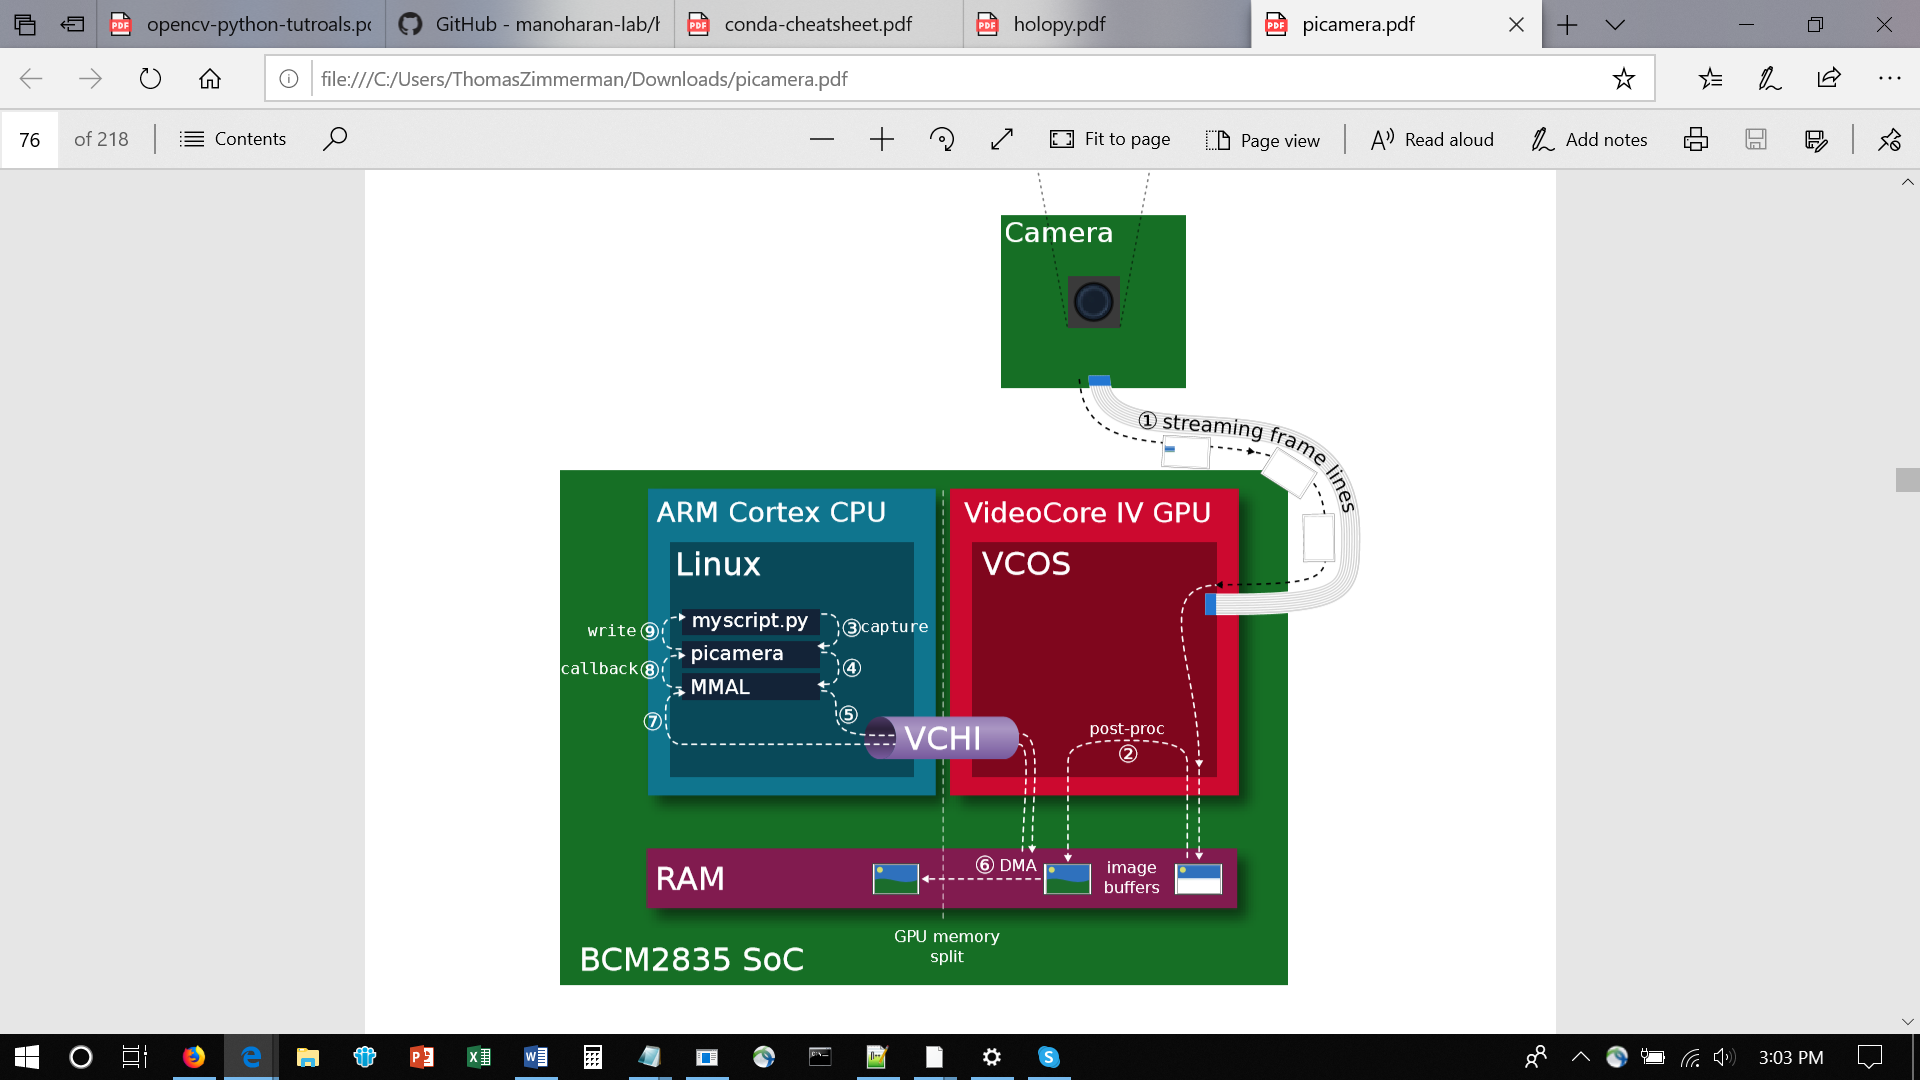 opencv-python-tutroals.pc
GitHub - manoharan-lab/h
conda-cheatsheet.pdf
holopy.pdf
picamera.pdf
file:///C:/Users/ThomasZimmerman/Downloads/picamera.pdf
76 of 218
Contents
Fit to page
Page view
Read aloud
Add notes
Camera
① streaming frame lines
ARM Cortex CPU
VideoCore IV GPU
Linux
VCOS
myscript.py
write ⑨
③ capture
picamera
callback ⑧
④
MMAL
⑦
⑤
VCHI
post-proc
②
RAM
⑥ DMA
image
buffers
GPU memory
split
BCM2835 SoC
3:03 PM